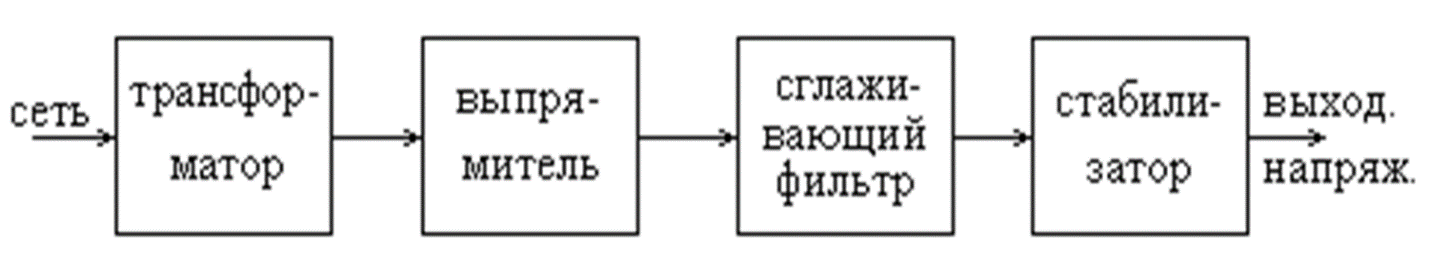 сеть
трансфор-
матор
выпря-
митель
сглажи-
вающий
фильтр
стабили-
затор
выход.
напряж.